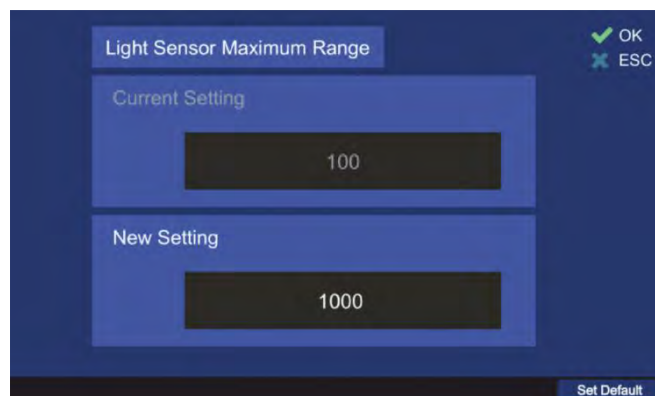 Light Sensor Maximum Range
OK
ESC
Current Setting
100
New Setting
1000
Set Default